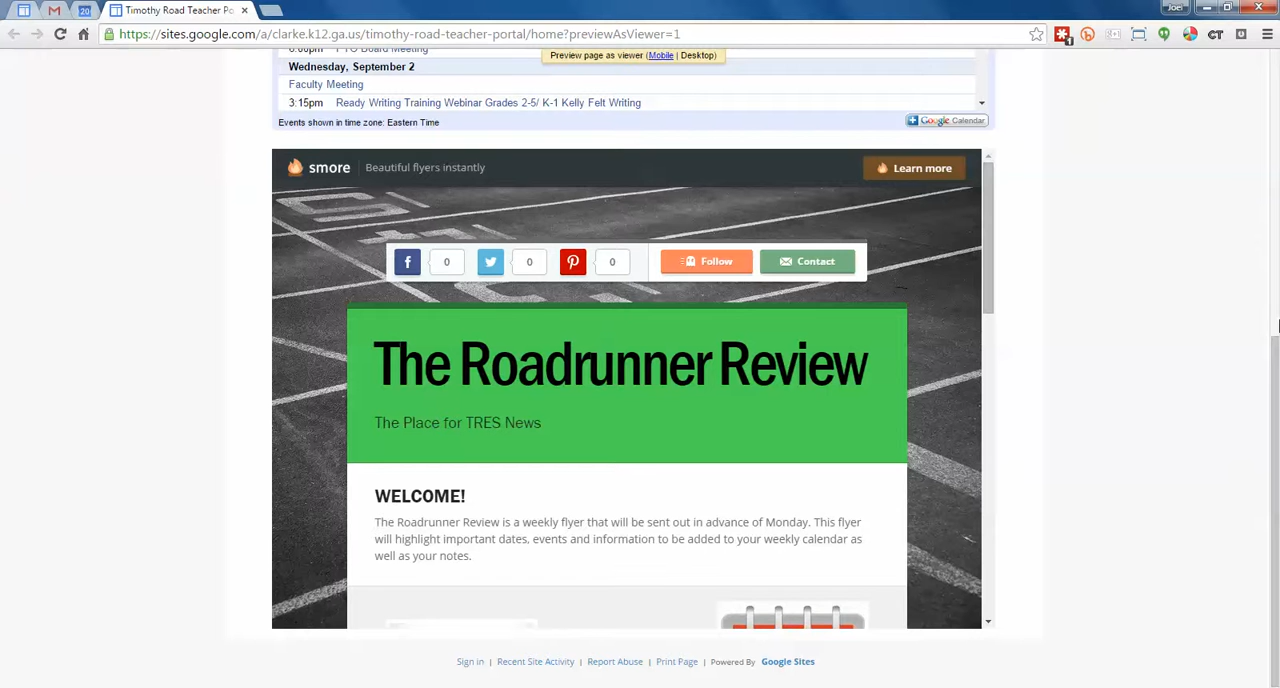 Timothy Road Teacher Po
Joel
20
https://sites.google.com/a/clarke.k12.ga.us/timothy-road-teacher-portal/home?previewAsViewer=1
1
CT
6:00pm PTO Board Meeting
Preview page as viewer (Mobile | Desktop)
Wednesday, September 2
Faculty Meeting
3:15pm Ready Writing Training Webinar Grades 2-5/ K-1 Kelly Felt Writing
Events shown in time zone: Eastern Time
Google Calendar
smore Beautiful flyers instantly
Learn more
0 0 0 Follow Contact
The Roadrunner Review
The Place for TRES News
WELCOME!
The Roadrunner Review is a weekly flyer that will be sent out in advance of Monday. This flyer
will highlight important dates, events and information to be added to your weekly calendar as
well as your notes.
Sign in | Recent Site Activity | Report Abuse | Print Page | Powered By Google Sites